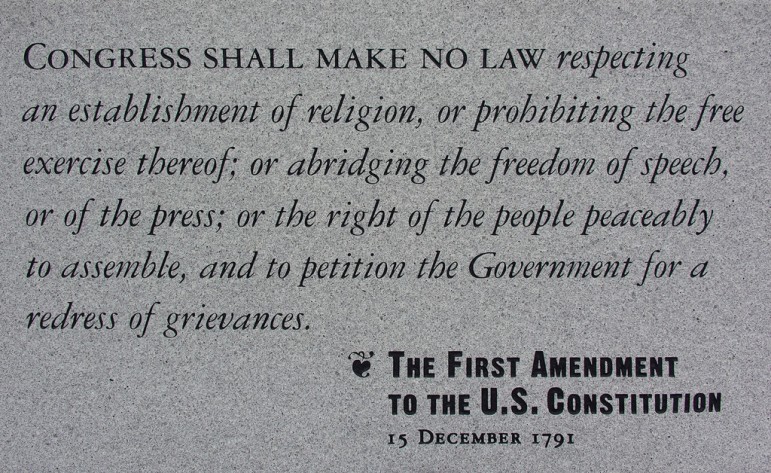 CONGRESS SHALL MAKE NO LAW respecting
an establishment of religion, or prohibiting the free
exercise thereof; or abridging the freedom of speech,
or of the press; or the right of the people peaceably
to assemble, and to petition the Government for a
redress of grievances.
❦ THE FIRST AMENDMENT
TO THE U.S. CONSTITUTION
15 DECEMBER 1791